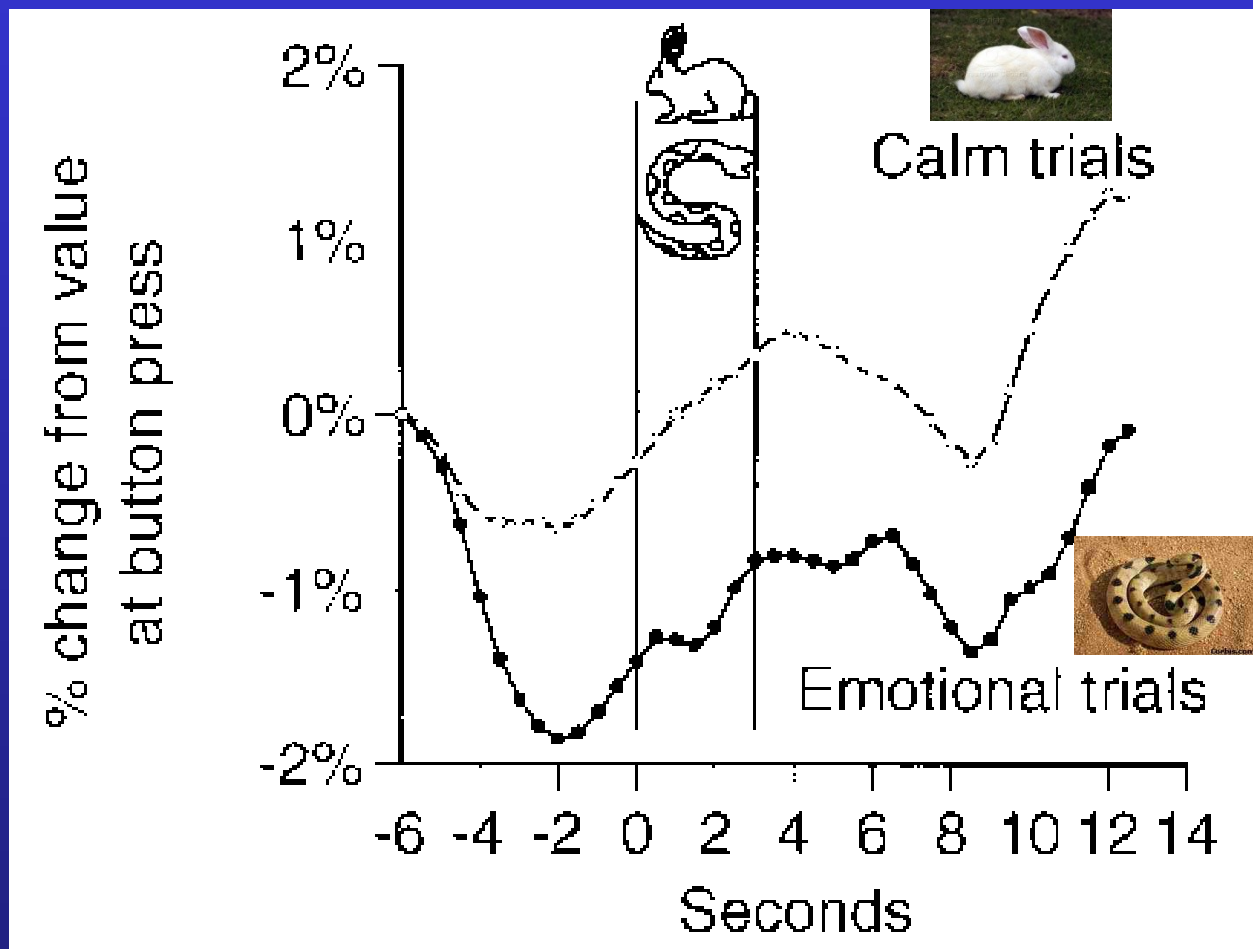 2%
1%
0%
-1%
-2%
% change from value
at button press
Calm trials
Emotional trials
-6 -4 -2 0 2 4 6 8 10 12 14
Seconds